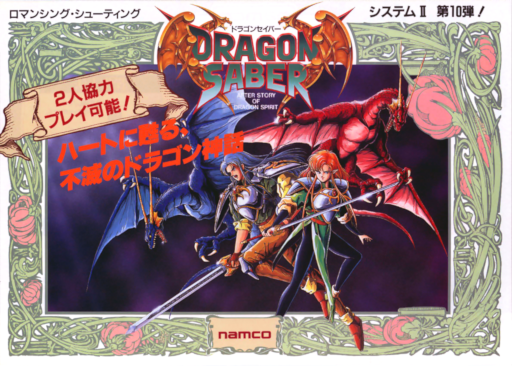 ロマンシング・シューティング
システムⅡ 第10弾！
ドラゴンセイバー
DRAGON
SABER
AFTER STORY
OF
DRAGON SPIRIT
2人協力
プレイ可能！
ハートに甦る、
不滅のドラゴン神話
namco